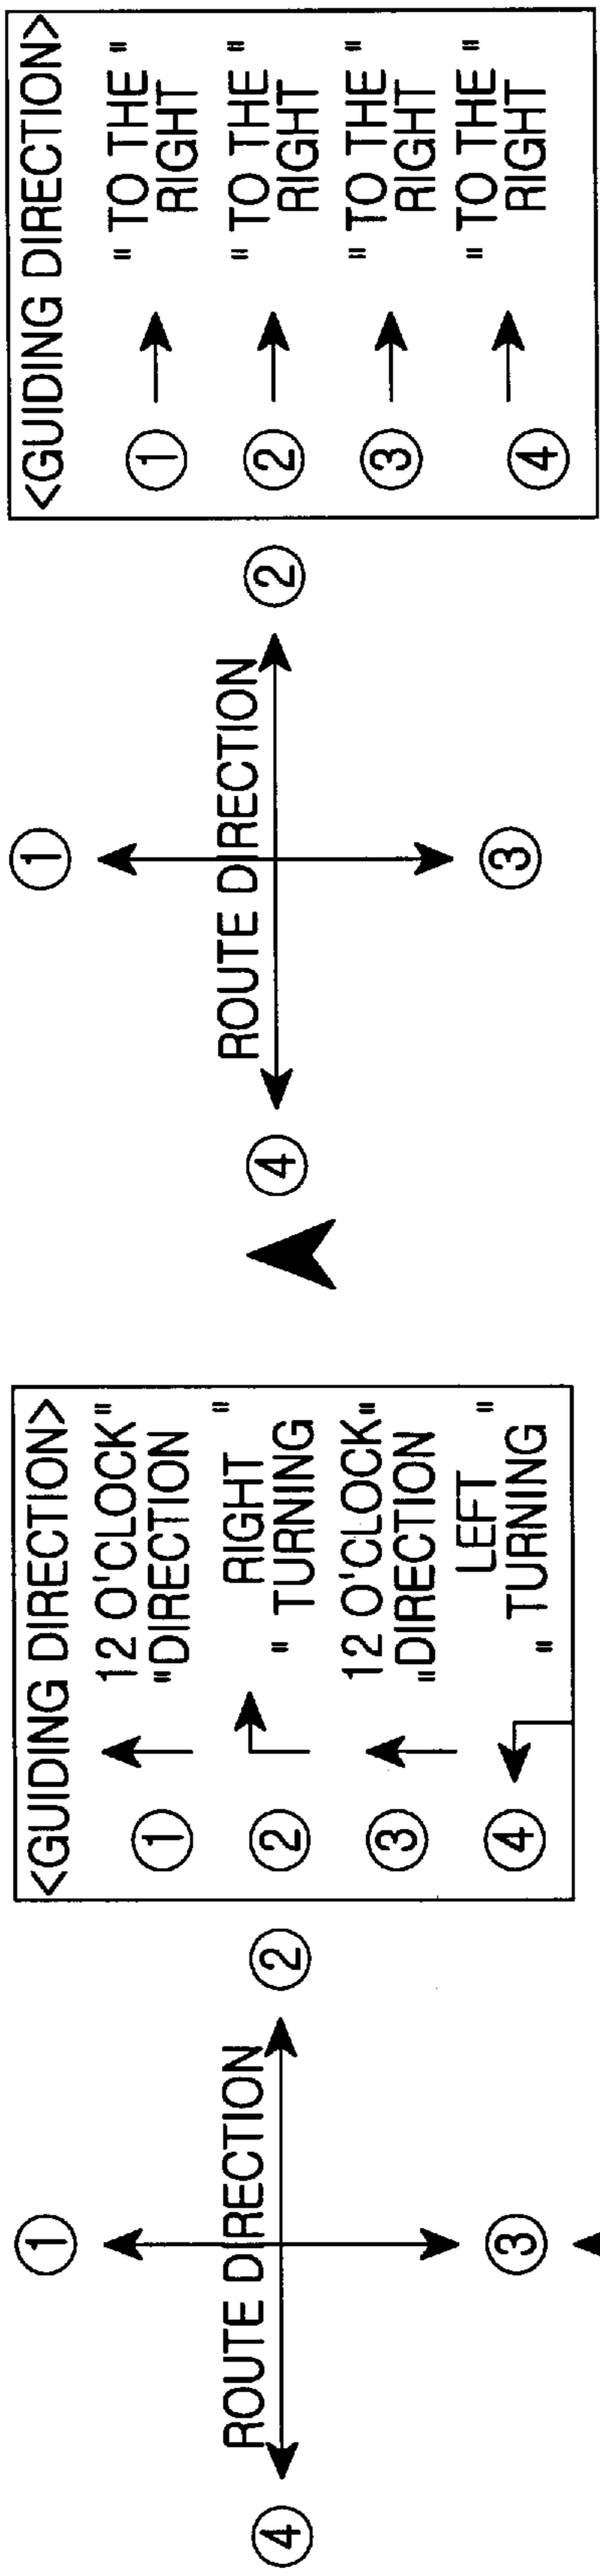 ①
ROUTE DIRECTION
④ ②
③
<GUIDING DIRECTION>
① 12 O'CLOCK"
"DIRECTION
② RIGHT "
" TURNING
③ 12 O'CLOCK"
"DIRECTION
④ LEFT "
" TURNING
①
ROUTE DIRECTION
④ ②
③
<GUIDING DIRECTION>
① " TO THE "
RIGHT
② " TO THE "
RIGHT
③ " TO THE "
RIGHT
④ " TO THE "
RIGHT